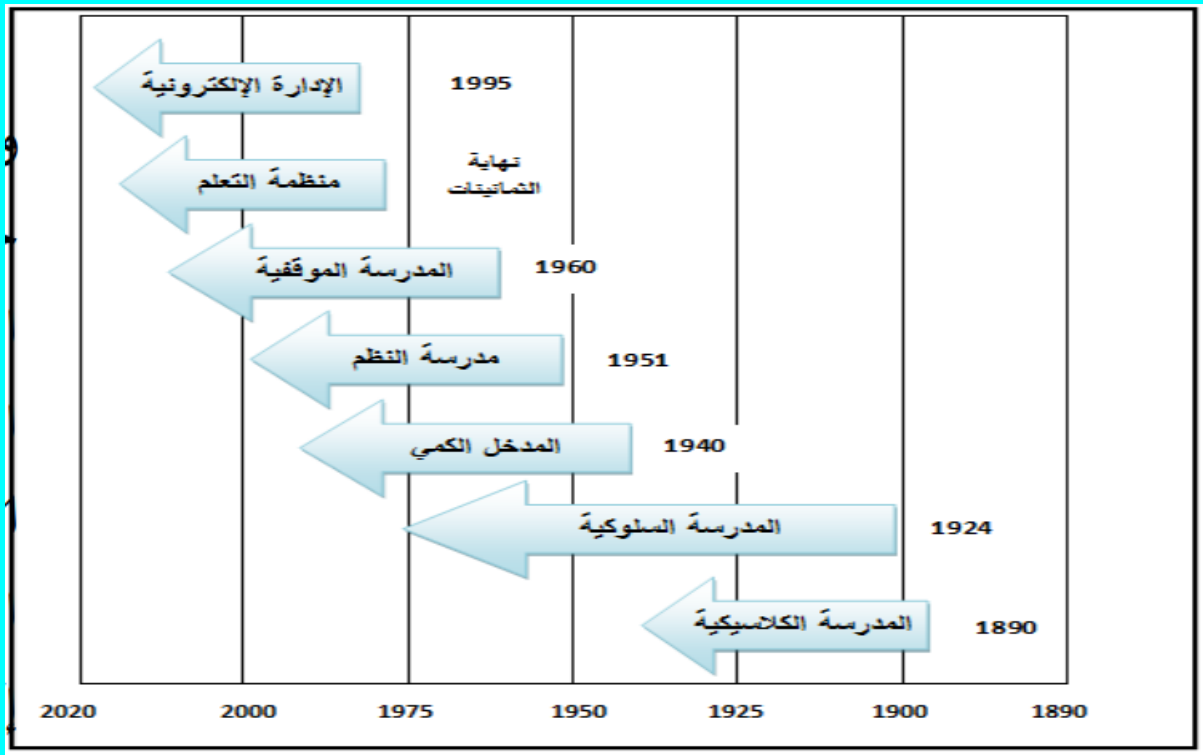 1995 الإدارة الإلكترونية
نهاية
الثمانينات
منظمة التعلم
1960 المدرسة الموقفية
1951 مدرسة النظم
1940 المدخل الكمي
1924 المدرسة السلوكية
1890 المدرسة الكلاسيكية
1890 1900 1925 1950 1975 2000 2020